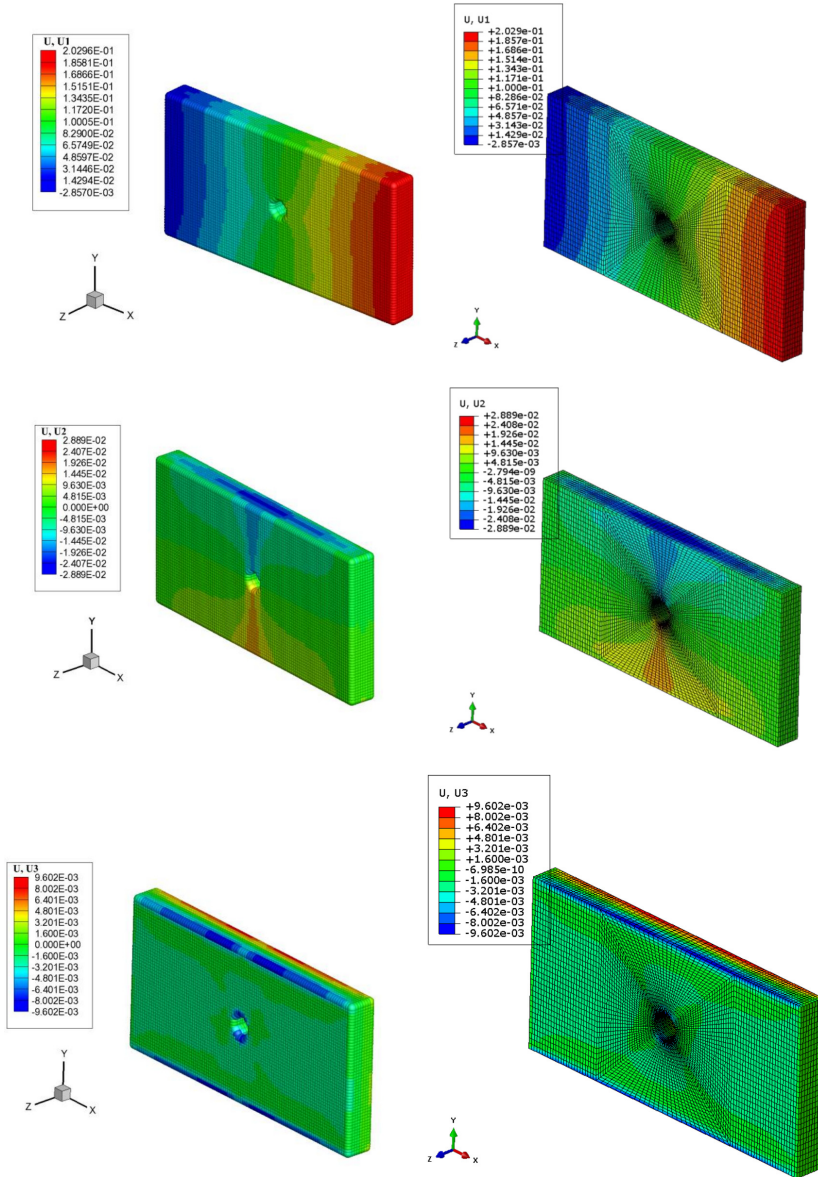 U, U1
2.0296E-01
1.8581E-01
1.6866E-01
1.5151E-01
1.3435E-01
1.1720E-01
1.0005E-01
8.2900E-02
6.5749E-02
4.8597E-02
3.1446E-02
1.4294E-02
-2.8570E-03
Y
Z
X
U, U1
+2.029e-01
+1.857e-01
+1.686e-01
+1.514e-01
+1.343e-01
+1.171e-01
+1.000e-01
+8.286e-02
+6.571e-02
+4.857e-02
+3.143e-02
+1.429e-02
-2.857e-03
Y
Z
X
U, U2
2.889E-02
2.407E-02
1.926E-02
1.445E-02
9.630E-03
4.815E-03
0.000E+00
-4.815E-03
-9.630E-03
-1.445E-02
-1.926E-02
-2.407E-02
-2.889E-02
Y
Z
X
U, U2
+2.889e-02
+2.408e-02
+1.926e-02
+1.445e-02
+9.630e-03
+4.815e-03
-2.794e-09
-4.815e-03
-9.630e-03
-1.445e-02
-1.926e-02
-2.408e-02
-2.889e-02
Y
Z
X
U, U3
9.602E-03
8.002E-03
6.401E-03
4.801E-03
3.201E-03
1.600E-03
0.000E+00
-1.600E-03
-3.201E-03
-4.801E-03
-6.401E-03
-8.002E-03
-9.602E-03
Y
Z
X
U, U3
+9.602e-03
+8.002e-03
+6.402e-03
+4.801e-03
+3.201e-03
+1.600e-03
-6.985e-10
-1.600e-03
-3.201e-03
-4.801e-03
-6.402e-03
-8.002e-03
-9.602e-03
Y
Z
X